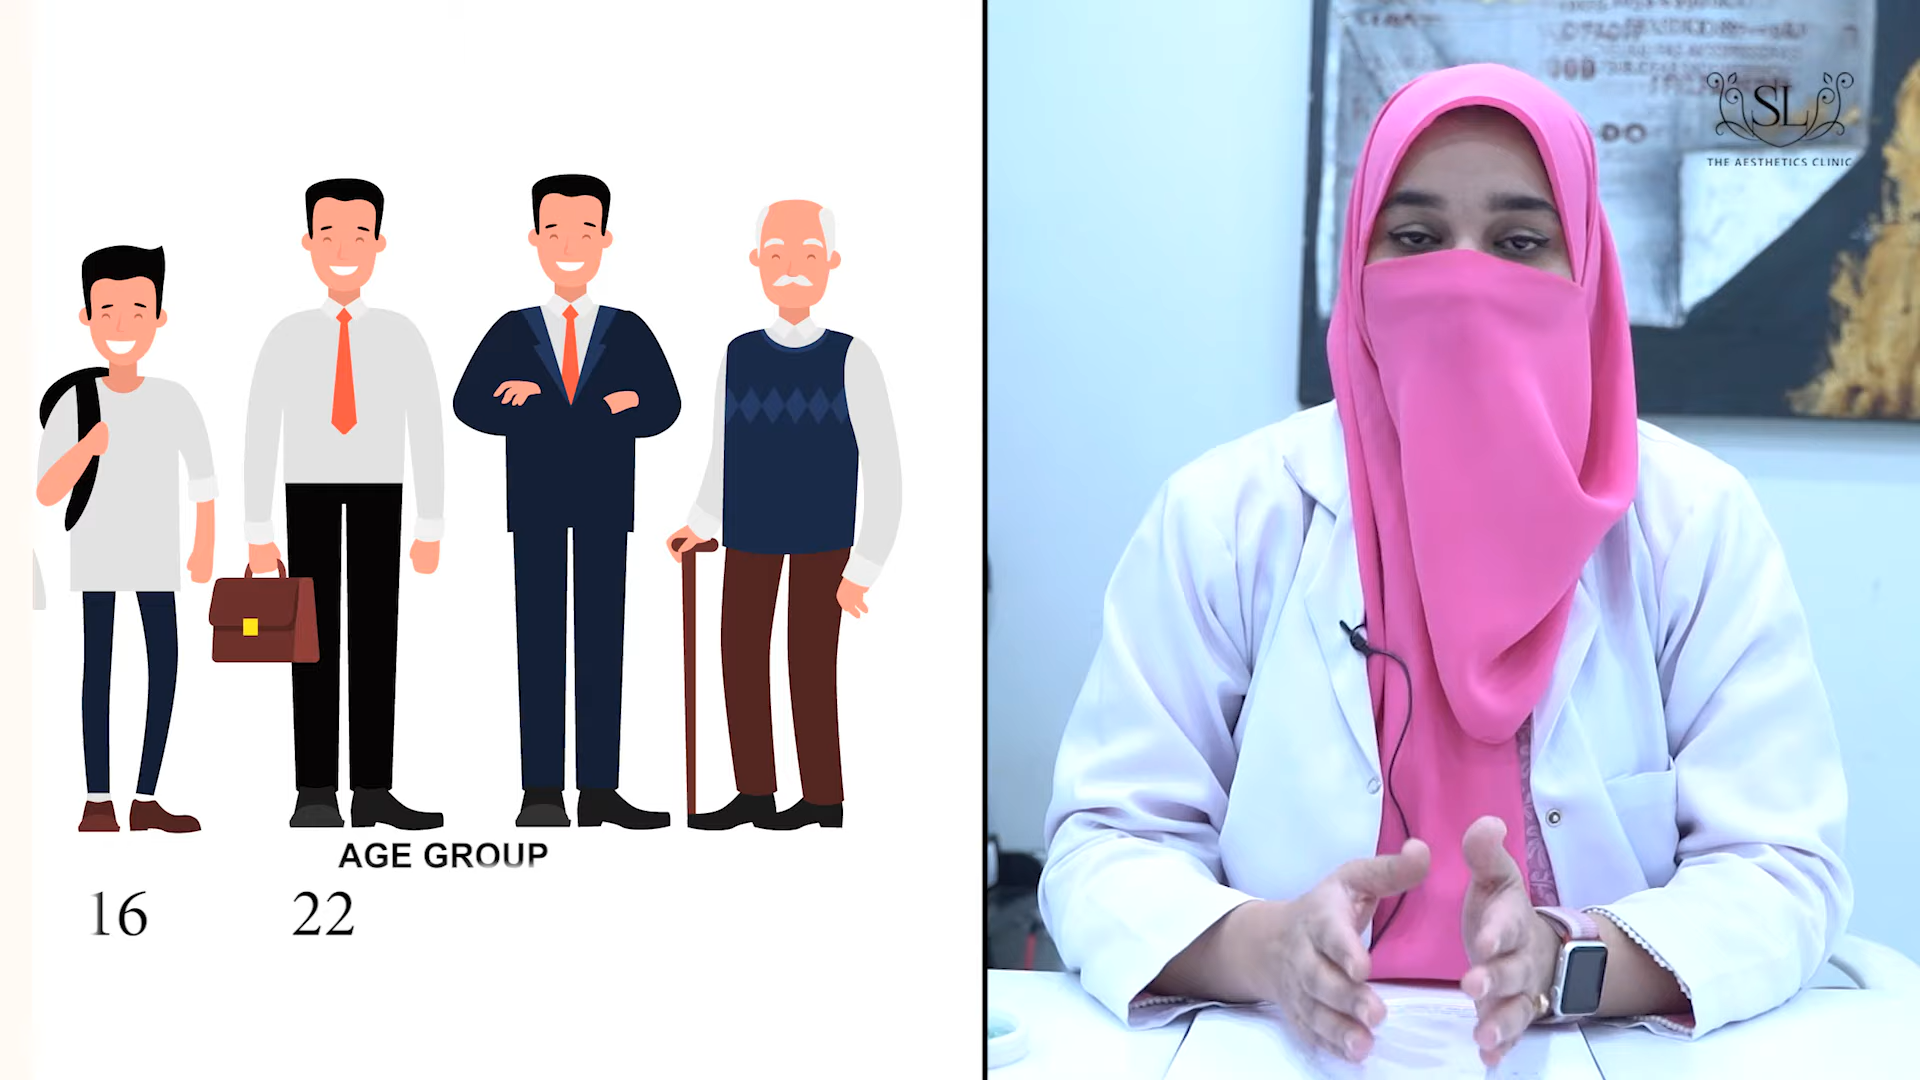 AGE GROUP
16 22
SL
THE AESTHETICS CLINIC